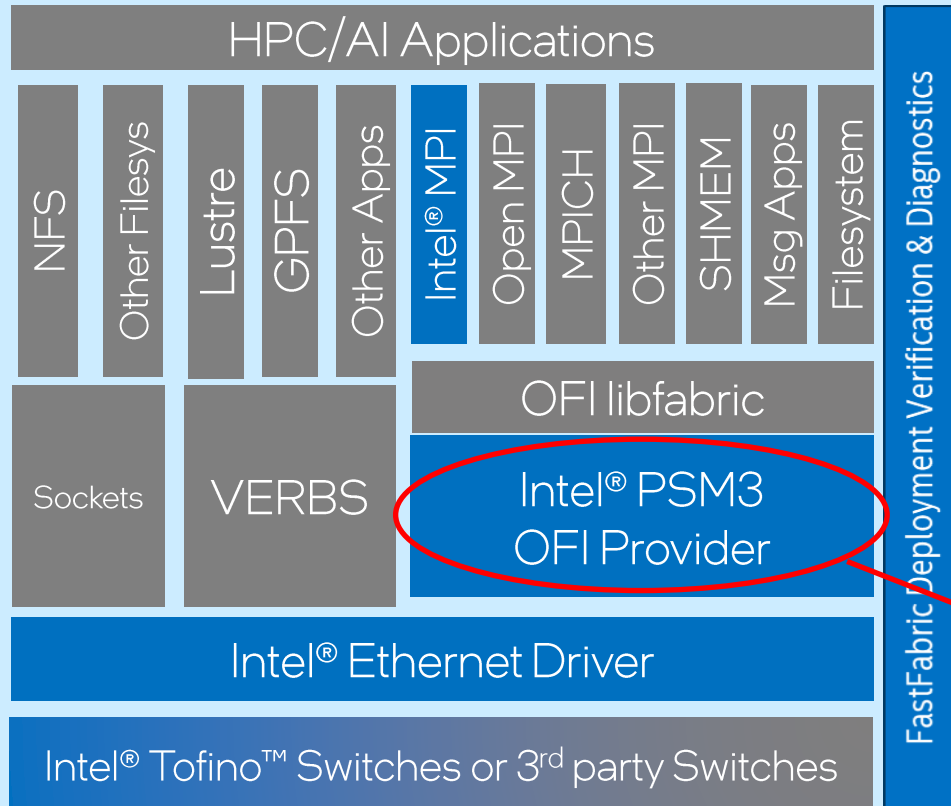 HPC/AI Applications
NFS
Other Filesys
Lustre
GPFS
Other Apps
Intel® MPI
Open MPI
MPICH
Other MPI
SHMEM
Msg Apps
Filesystem
OFI libfabric
Sockets
VERBS
Intel® PSM3
OFI Provider
Intel® Ethernet Driver
Intel® Tofino™ Switches or 3rd party Switches
FastFabric Deployment Verification & Diagnostics